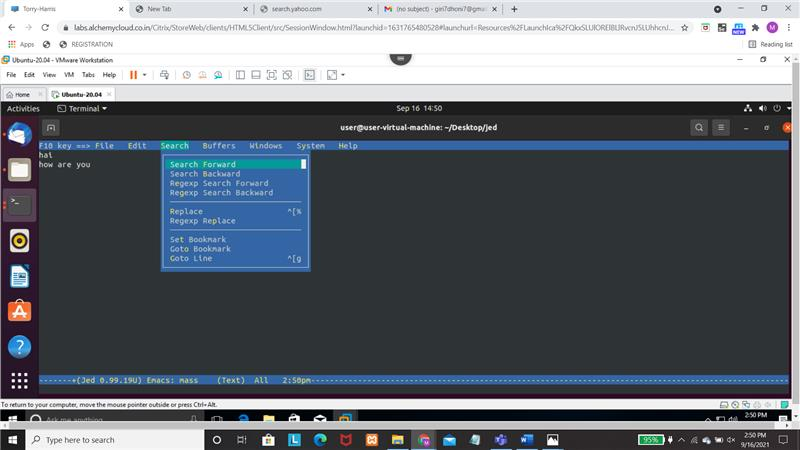 Torry-Harris
New Tab
search.yahoo.com
(no subject) - giri7dhoni7@gmai
labs.alchemycloud.co.in/Citrix/StoreWeb/clients/HTML5Client/src/SessionWindow.html?launchid=1631765480528&launchurl=Resources%2FLaunchIca%2F
Apps
REGISTRATION
Reading list
Ubuntu-20.04 - VMware Workstation
File Edit View VM Tabs Help
Home
Ubuntu-20.04
Activities
Terminal
Sep 16 14:50
user@user-virtual-machine: ~/Desktop/jed
F10 key ==> File Edit Search Buffers Windows System Help
hai
how are you
Search Forward
Search Backward
Regexp Search Forward
Regexp Search Backward
Replace ^[%
Regexp Replace
Set Bookmark
Goto Bookmark
Goto Line ^[g
-------+(Jed 0.99.19U) Emacs: mass (Text) All 2:50pm
To return to your computer, move the mouse pointer outside or press Ctrl+Alt.
Ask me anything
2:50 PM
Type here to search
95%
2:50 PM
9/16/2021